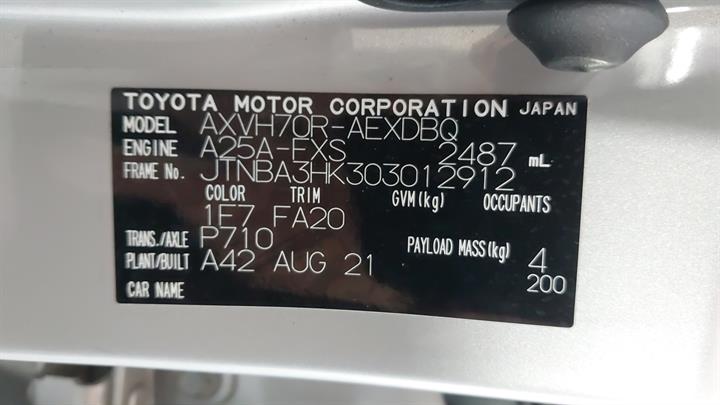 TOYOTA MOTOR CORPORATION JAPAN
MODEL AXVH70R-AEXDBQ
ENGINE A25A-EXS 2487 mL
FRAME No. JTNBA3HK303012912
COLOR TRIM GVM(kg) OCCUPANTS
1F7 FA20
TRANS./AXLE P710 PAYLOAD MASS(kg) 4
PLANT/BUILT A42 AUG 21 200
CAR NAME